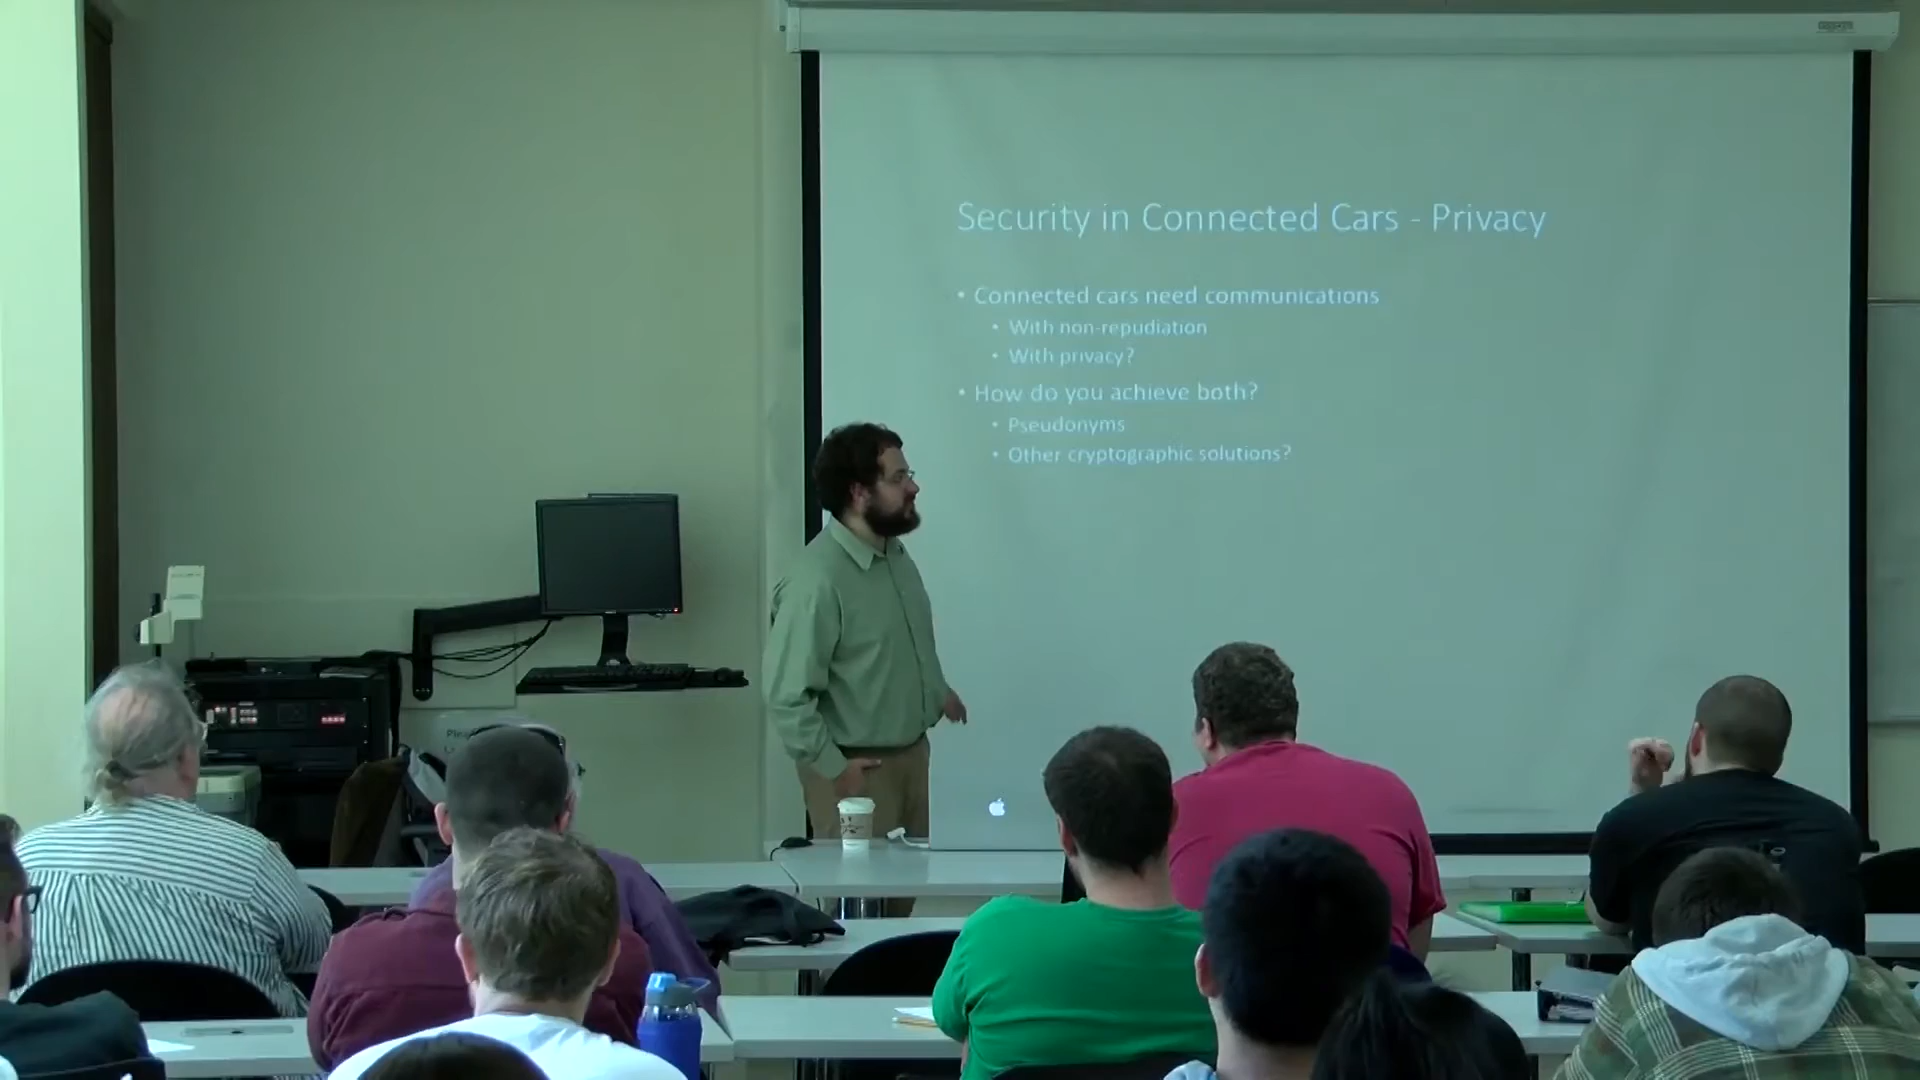 Security in Connected Cars - Privacy
• Connected cars need communications
• With non-repudiation
• With privacy?
• How do you achieve both?
• Pseudonyms
• Other cryptographic solutions?